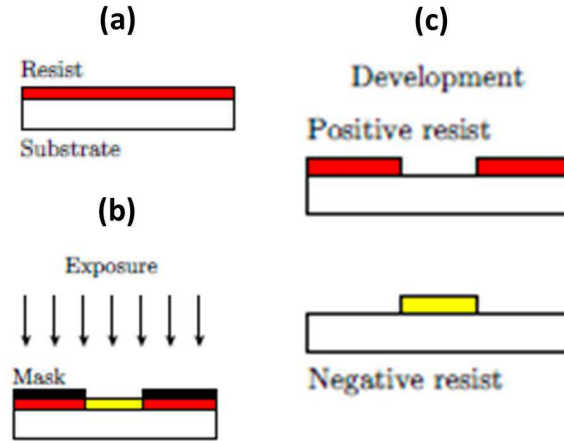 (a)
Resist
Substrate
(b)
Exposure
Mask
(c)
Development
Positive resist
Negative resist